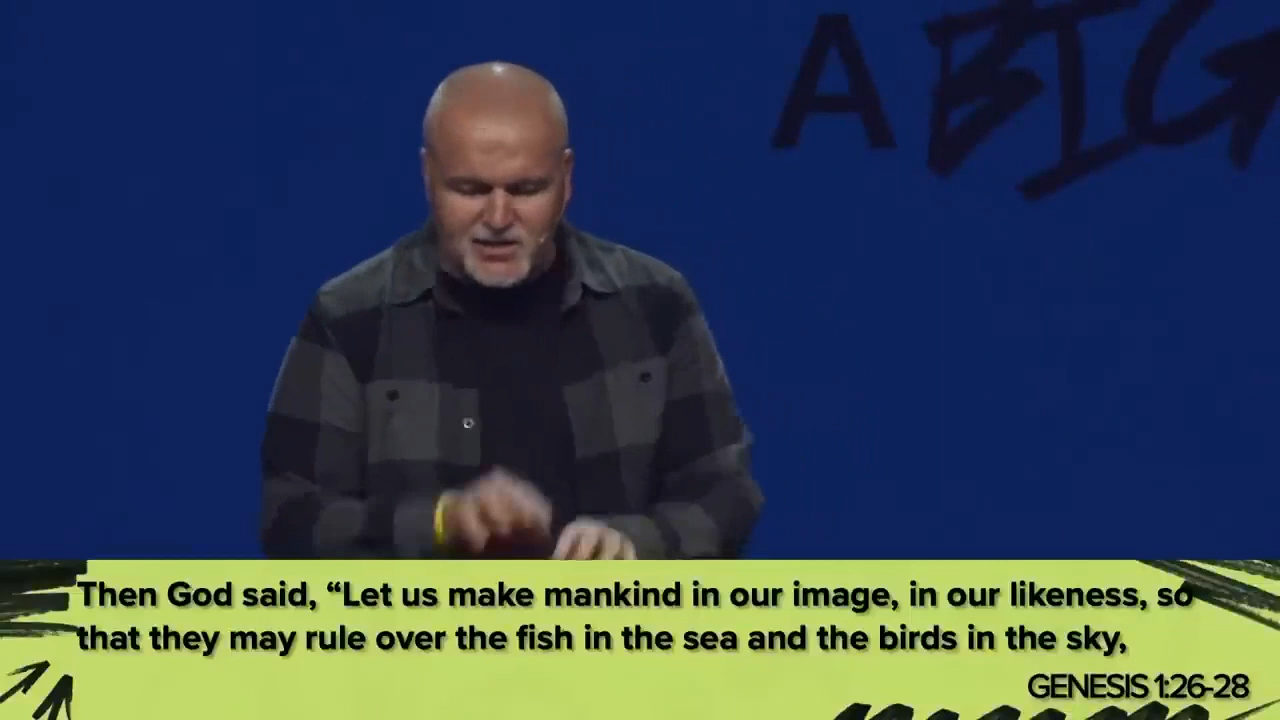 A BIG
Then God said, “Let us make mankind in our image, in our likeness, so
that they may rule over the fish in the sea and the birds in the sky,
GENESIS 1:26-28